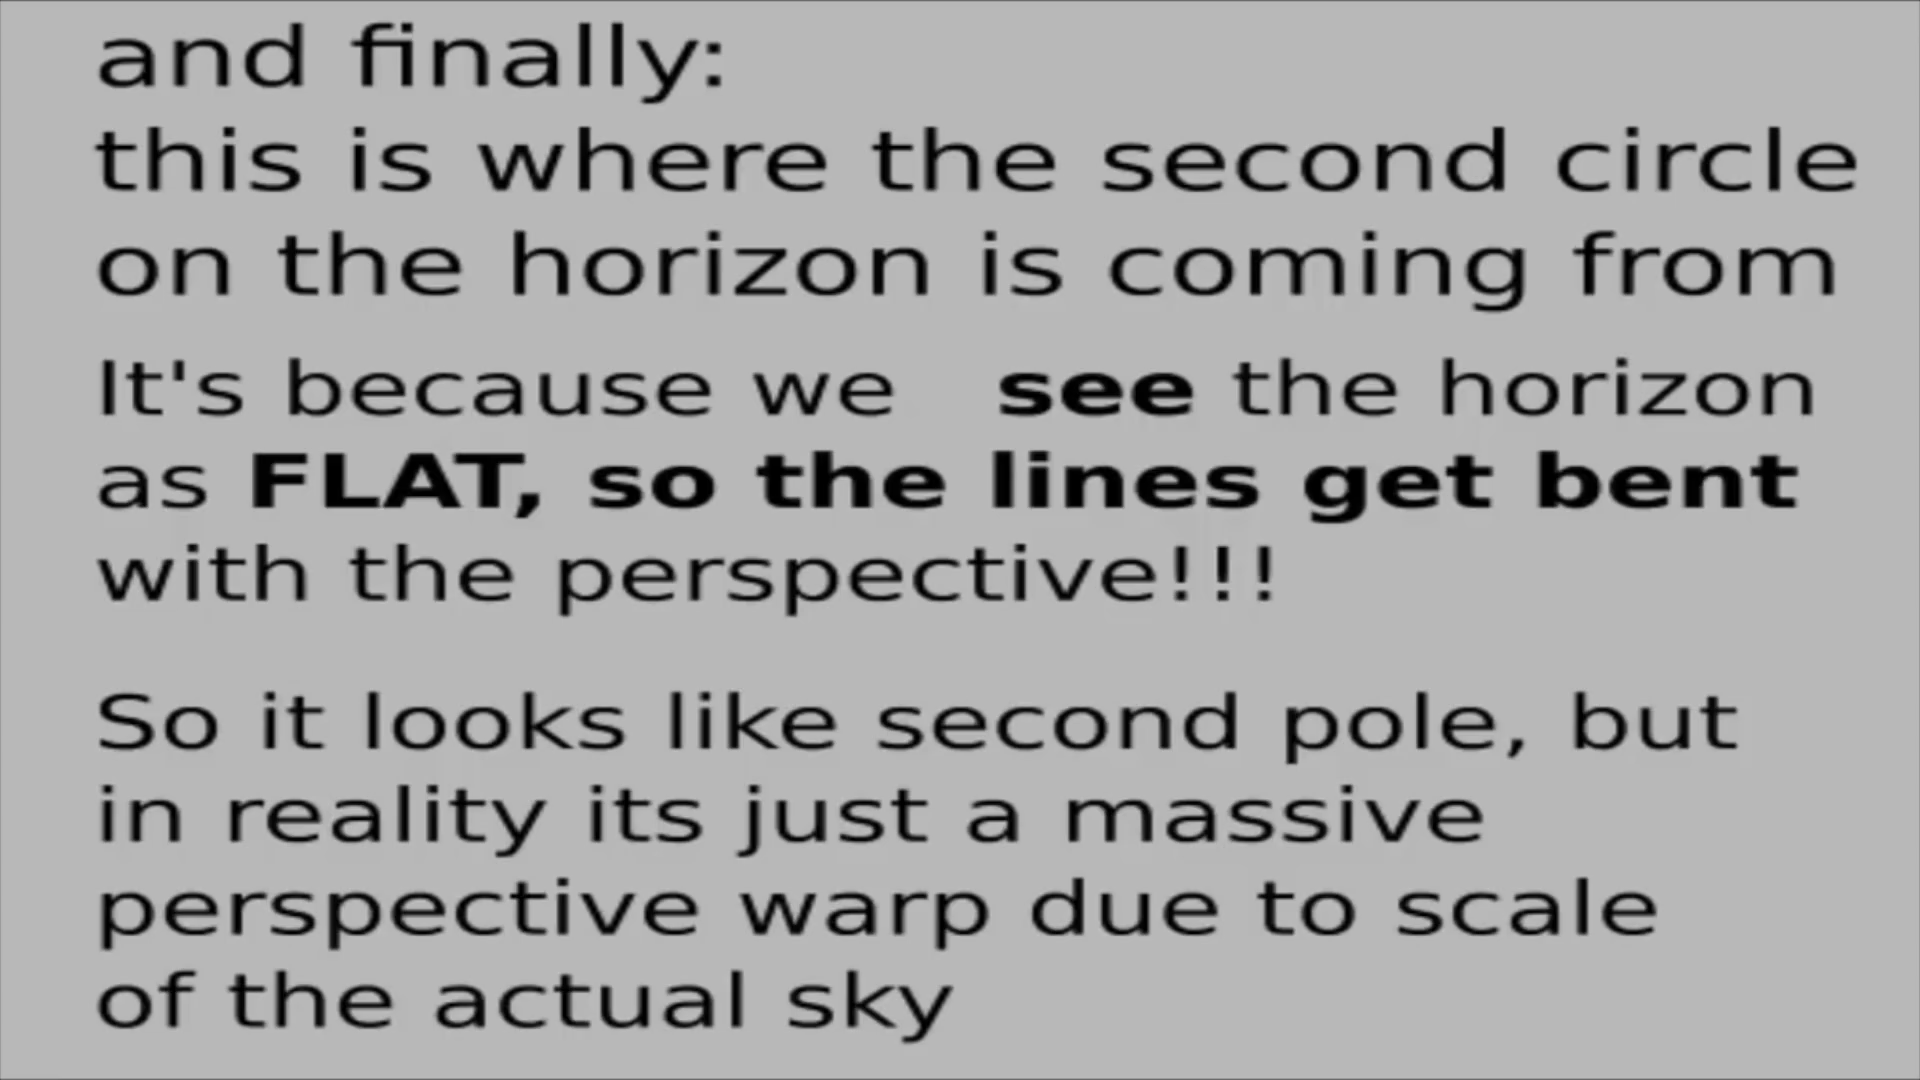 and finally:
this is where the second circle
on the horizon is coming from
It's because we see the horizon
as FLAT, so the lines get bent
with the perspective!!!
So it looks like second pole, but
in reality its just a massive
perspective warp due to scale
of the actual sky